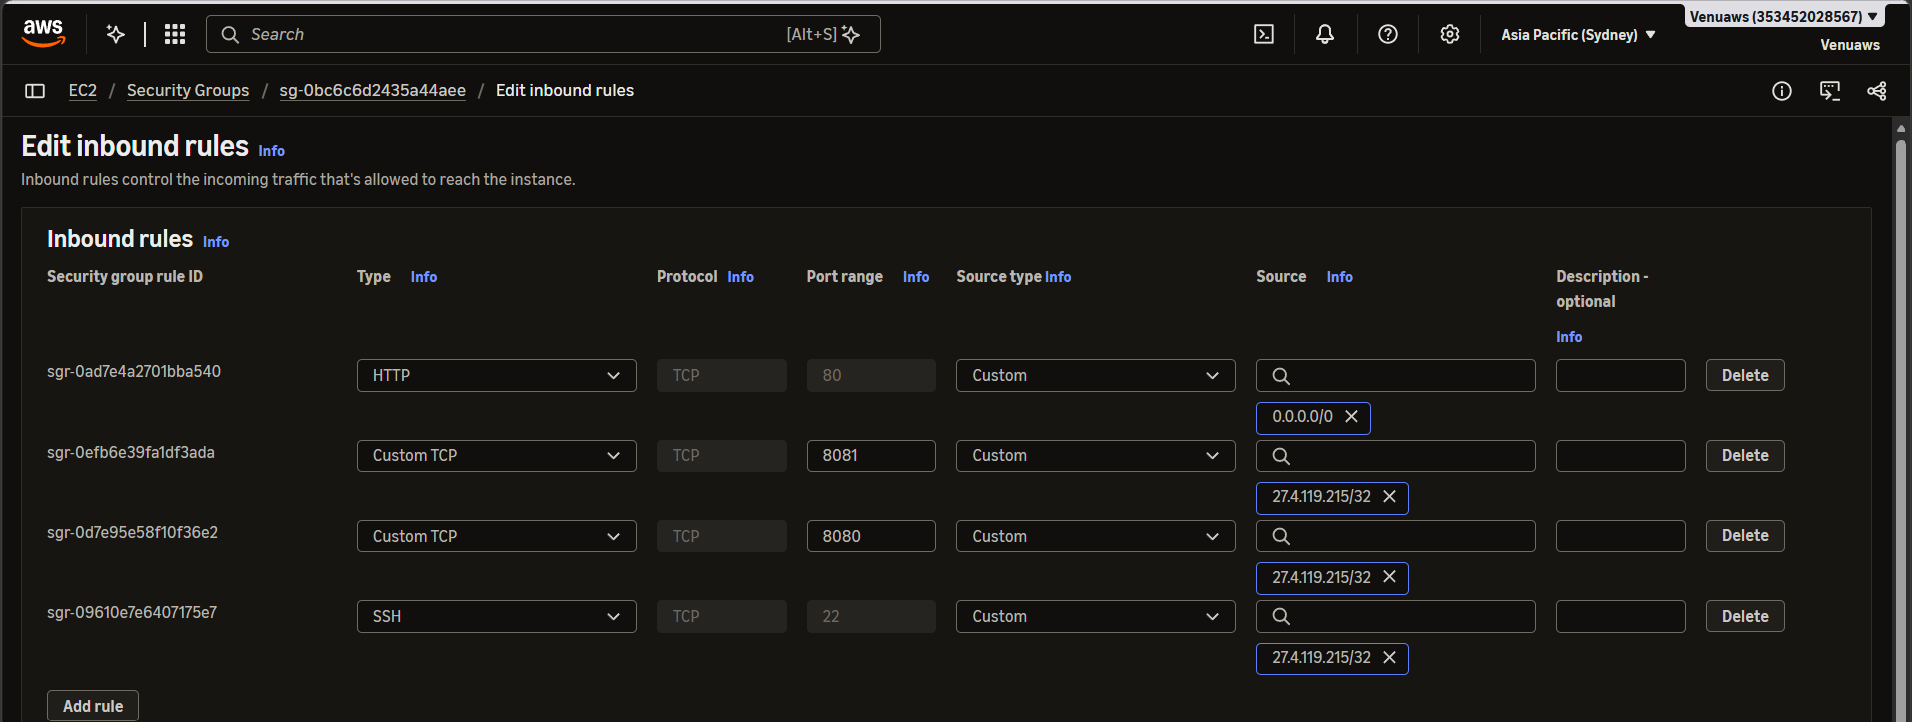 aws
Search
[Alt+S]
Asia Pacific (Sydney)
Venuaws (353452028567)
Venuaws
EC2 / Security Groups / sg-0bc6c6d2435a44aee / Edit inbound rules
Edit inbound rules Info
Inbound rules control the incoming traffic that's allowed to reach the instance.
Inbound rules Info
Security group rule ID Type Info Protocol Info Port range Info Source type Info Source Info Description -
optional
Info
sgr-0ad7e4a2701bba540 HTTP TCP 80 Custom Delete
0.0.0.0/0
sgr-0efb6e39fa1df3ada Custom TCP TCP 8081 Custom Delete
27.4.119.215/32
sgr-0d7e95e58f10f36e2 Custom TCP TCP 8080 Custom Delete
27.4.119.215/32
sgr-09610e7e6407175e7 SSH TCP 22 Custom Delete
27.4.119.215/32
Add rule